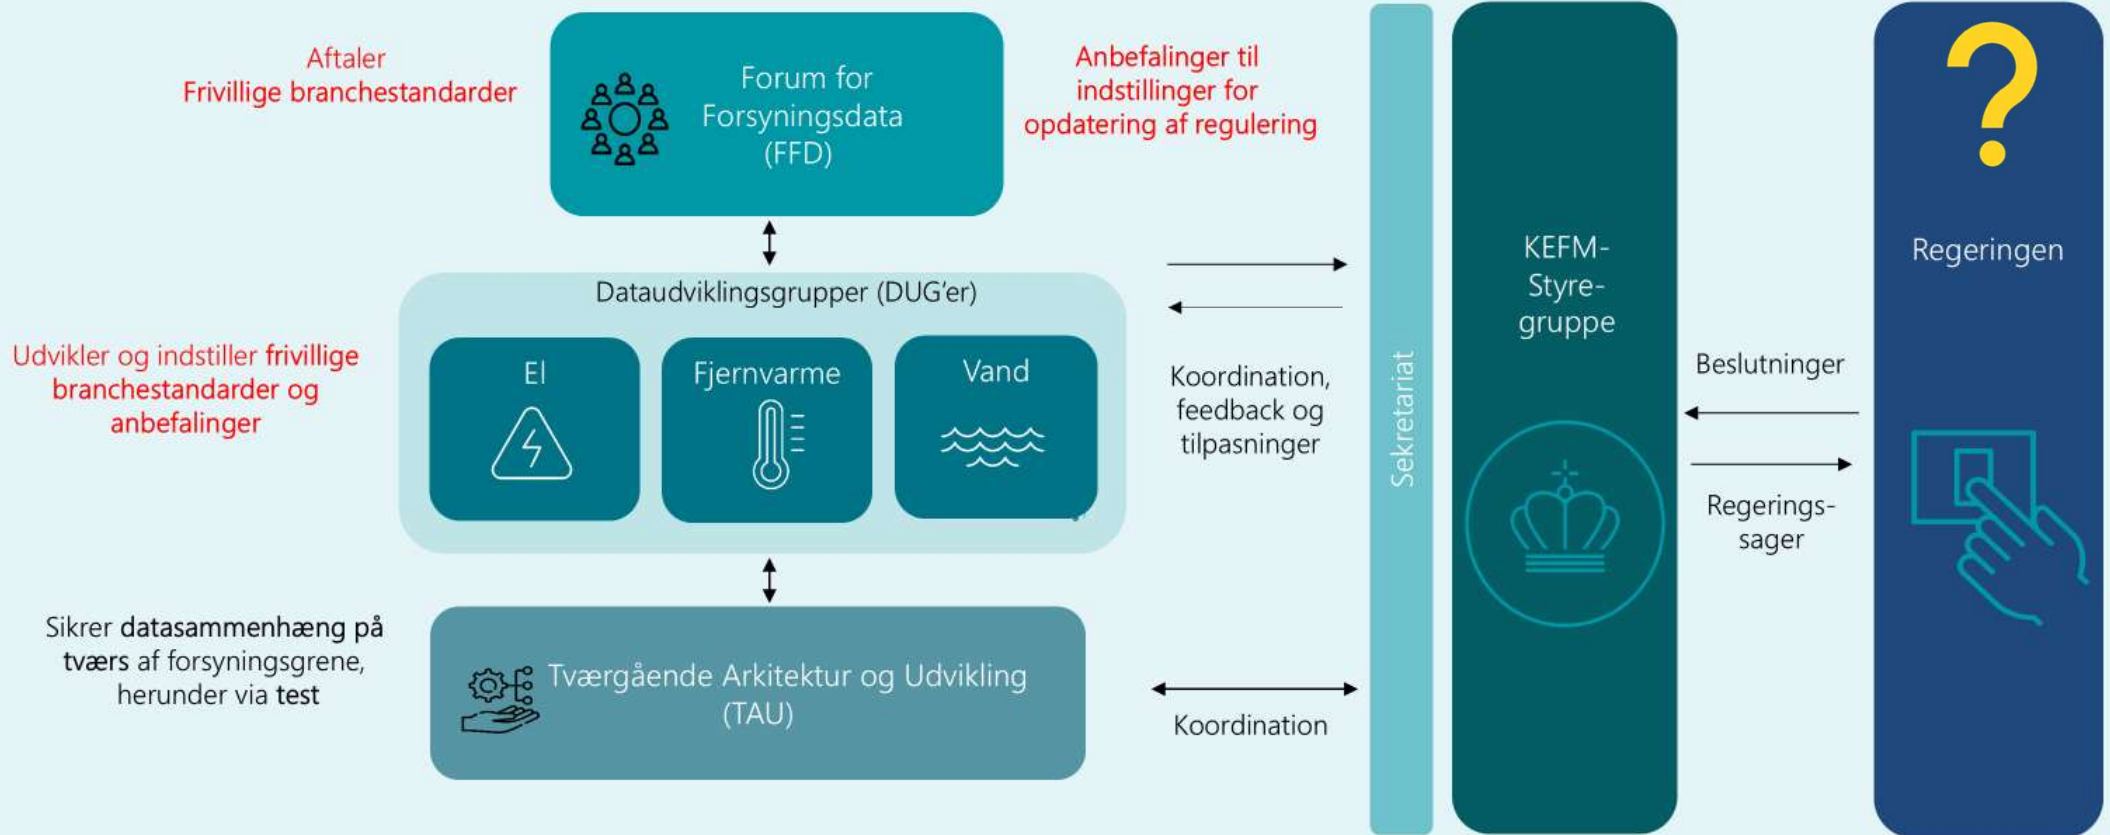 Aftaler
Frivillige branchestandarder
Forum for
Forsyningsdata
(FFD)
Anbefalinger til
indstillinger for
opdatering af regulering
Dataudviklingsgrupper (DUG'er)
Udvikler og indstiller frivillige
branchestandarder og
anbefalinger
El
Fjernvarme
Vand
Koordination,
feedback og
tilpasninger
Sikrer datasammenhæng på
tværs af forsyningsgrene,
herunder via test
Tværgående Arkitektur og Udvikling
(TAU)
Koordination
Sekretariat
KEFM-
Styre-
gruppe
Beslutninger
Regerings-
sager
?
Regeringen